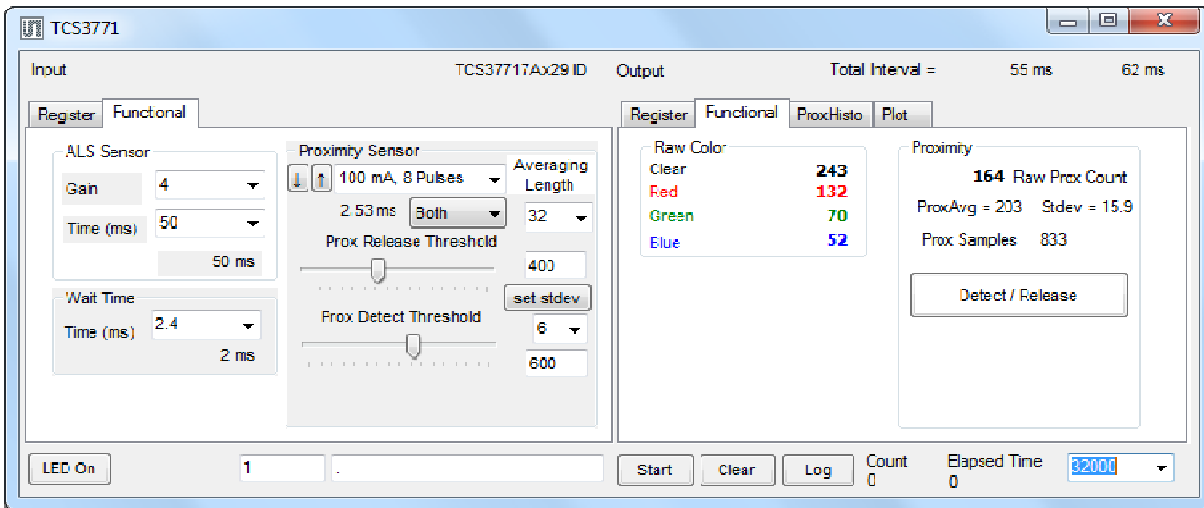 TCS3771
Input
TCS37717Ax29 ID
Register
Functional
ALS Sensor
Gain
4
Time (ms)
50
50 ms
Wait Time
Time (ms)
2.4
2 ms
Proximity Sensor
100 mA, 8 Pulses
2.53 ms
Both
Averaging
Length
32
Prox Release Threshold
400
set stdev
Prox Detect Threshold
6
600
Output
Total Interval =
55 ms
62 ms
Register
Functional
ProxHisto
Plot
Raw Color
Clear 243
Red 132
Green 70
Blue 52
Proximity
164 Raw Prox Count
ProxAvg = 203 Stdev = 15.9
Prox Samples 833
Detect / Release
LED On
1
.
Start
Clear
Log
Count
0
Elapsed Time
0
32000